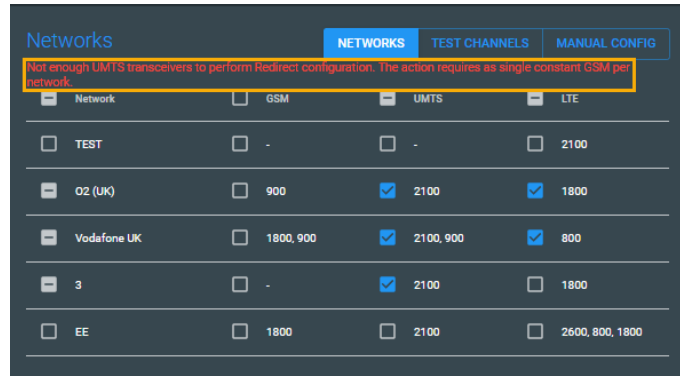 Networks
NETWORKS TEST CHANNELS MANUAL CONFIG
Not enough UMTS transceivers to perform Redirect configuration. The action requires as single constant GSM per
network.
Network GSM UMTS LTE
TEST - - 2100
O2 (UK) 900 2100 1800
Vodafone UK 1800, 900 2100, 900 800
3 - 2100 1800
EE 1800 2100 2600, 800, 1800